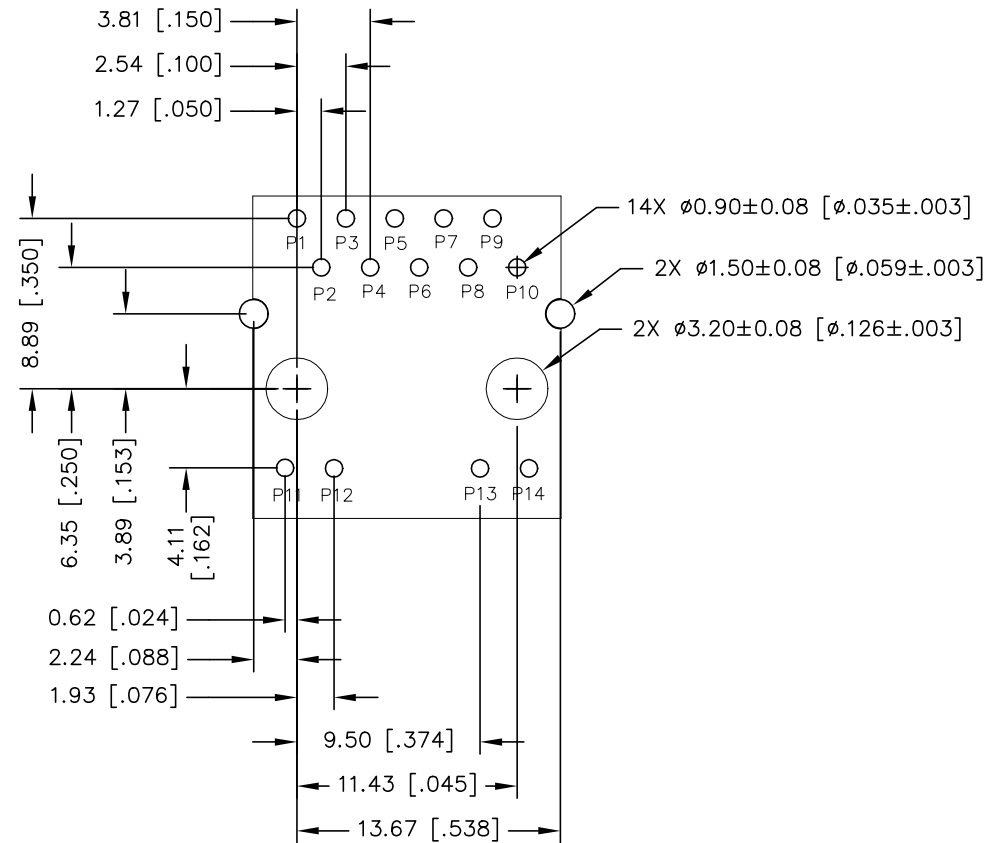 3.81 [.150]
2.54 [.100]
1.27 [.050]
14X ø0.90±0.08 [ø.035±.003]
P1 P3 P5 P7 P9
2X ø1.50±0.08 [ø.059±.003]
P2 P4 P6 P8 P10
8.89 [.350]
2X ø3.20±0.08 [ø.126±.003]
6.35 [.250]
3.89 [.153]
4.11
[.162]
P11 P12 P13 P14
0.62 [.024]
2.24 [.088]
1.93 [.076]
9.50 [.374]
11.43 [.045]
13.67 [.538]